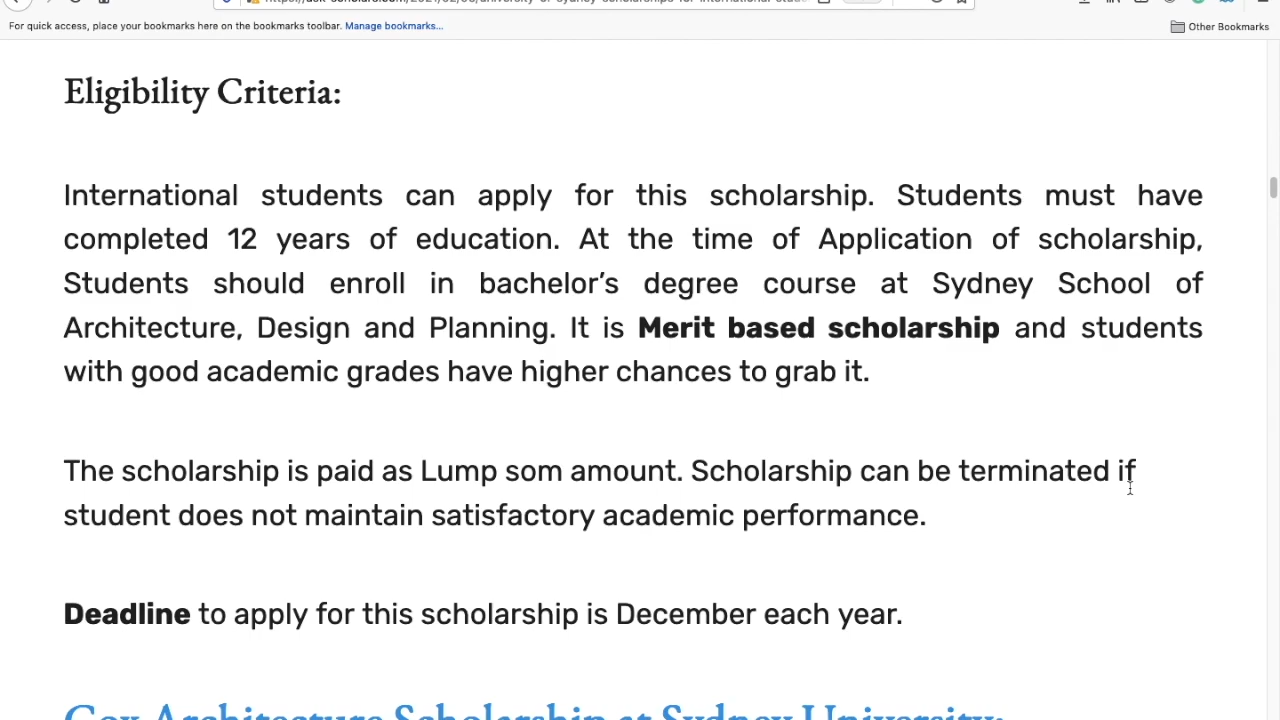 For quick access, place your bookmarks here on the bookmarks toolbar. Manage bookmarks...
Other Bookmarks
Eligibility Criteria:
International students can apply for this scholarship. Students must have
completed 12 years of education. At the time of Application of scholarship,
Students should enroll in bachelor’s degree course at Sydney School of
Architecture, Design and Planning. It is Merit based scholarship and students
with good academic grades have higher chances to grab it.
The scholarship is paid as Lump som amount. Scholarship can be terminated if
student does not maintain satisfactory academic performance.
Deadline to apply for this scholarship is December each year.
Architecture Scholarship at Sydney University: